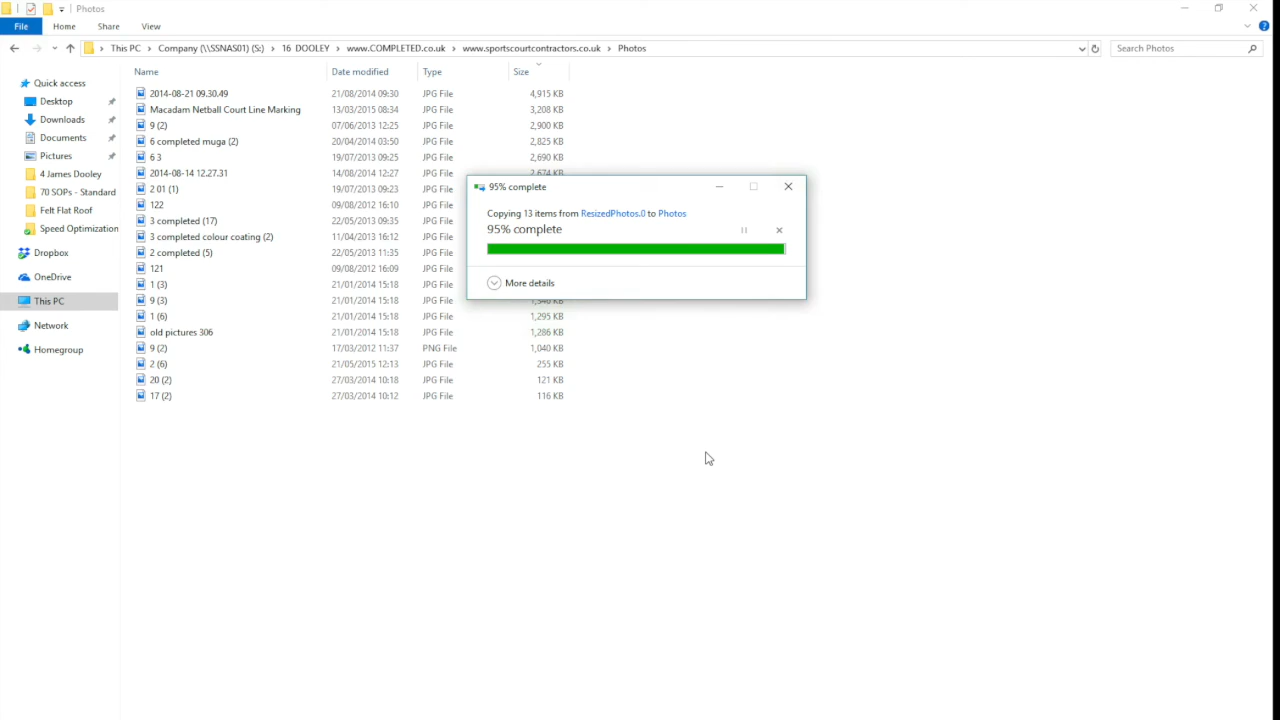 Photos
File Home Share View
This PC Company (\\SSNAS01) (S:) 16 DOOLEY www.COMPLETED.co.uk www.sportscourtcontractors.co.uk Photos Search Photos
Name Date modified Type Size
Quick access
Desktop
Downloads
Documents
Pictures
4 James Dooley
70 SOPs - Standard
Felt Flat Roof
Speed Optimization
Dropbox
OneDrive
This PC
Network
Homegroup
2014-08-21 09.30.49 21/08/2014 09:30 JPG File 4,915 KB
Macadam Netball Court Line Marking 13/03/2015 08:34 JPG File 3,208 KB
9 (2) 07/06/2013 12:25 JPG File 2,900 KB
6 completed muga (2) 20/04/2014 03:50 JPG File 2,825 KB
6 3 19/07/2013 09:25 JPG File 2,690 KB
2014-08-14 12.27.31 14/08/2014 12:27 JPG File 2,674 KB
2 01 (1) 19/07/2013 09:23 JPG File
122 09/08/2012 16:10 JPG File
3 completed (17) 22/05/2013 09:35 JPG File
3 completed colour coating (2) 11/04/2013 16:12 JPG File
2 completed (5) 22/05/2013 11:35 JPG File
121 09/08/2012 16:09 JPG File
1 (3) 21/01/2014 15:18 JPG File
9 (3) 21/01/2014 15:18 JPG File 1,340 KB
1 (6) 21/01/2014 15:18 JPG File 1,295 KB
old pictures 306 21/01/2014 15:18 JPG File 1,286 KB
9 (2) 17/03/2012 11:37 PNG File 1,040 KB
2 (6) 21/05/2015 12:13 JPG File 255 KB
20 (2) 27/03/2014 10:18 JPG File 121 KB
17 (2) 27/03/2014 10:12 JPG File 116 KB
95% complete
Copying 13 items from ResizedPhotos.0 to Photos
95% complete
More details